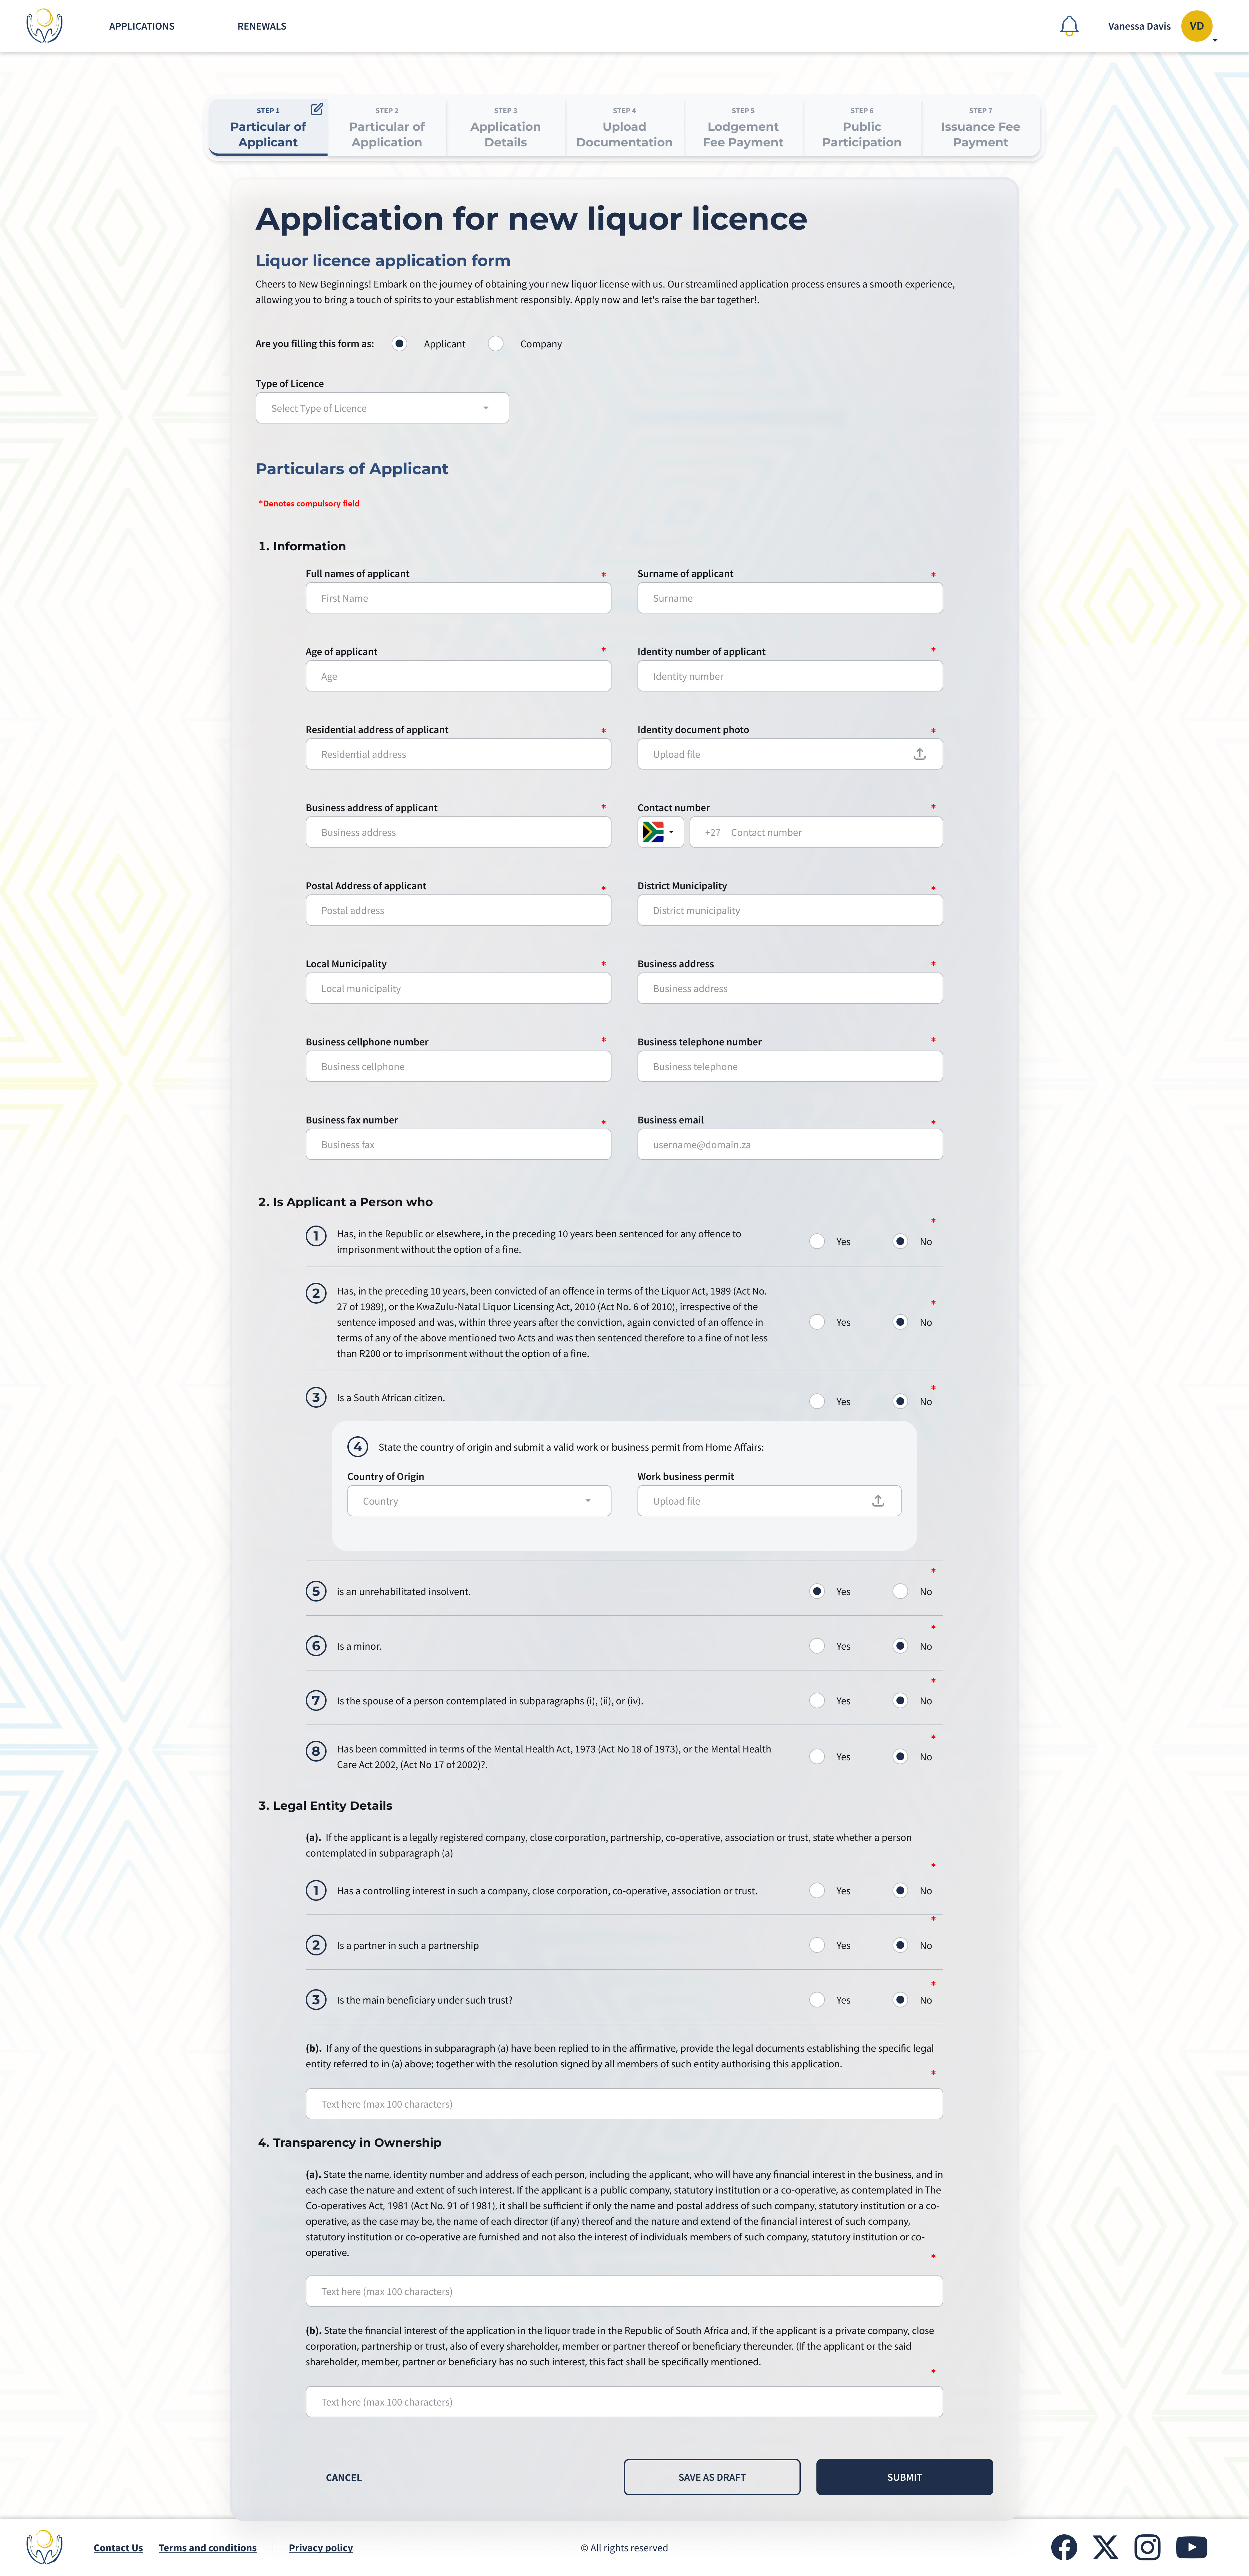 APPLICATIONS
RENEWALS
Vanessa Davis
VD
STEP 1
Particular of
Applicant
STEP 2
Particular of
Application
STEP 3
Application
Details
STEP 4
Upload
Documentation
STEP 5
Lodgement
Fee Payment
STEP 6
Public
Participation
STEP 7
Issuance Fee
Payment
Application for new liquor licence
Liquor licence application form
Cheers to New Beginnings! Embark on the journey of obtaining your new liquor license with us. Our streamlined application process ensures a smooth experience,
allowing you to bring a touch of spirits to your establishment responsibly. Apply now and let's raise the bar together!.
Are you filling this form as: Applicant Company
Type of Licence
Select Type of Licence
Particulars of Applicant
*Denotes compulsory field
1. Information
Full names of applicant *
First Name
Surname of applicant *
Surname
Age of applicant *
Age
Identity number of applicant *
Identity number
Residential address of applicant *
Residential address
Identity document photo *
Upload file
Business address of applicant *
Business address
Contact number *
+27 Contact number
Postal Address of applicant *
Postal address
District Municipality *
District municipality
Local Municipality *
Local municipality
Business address *
Business address
Business cellphone number *
Business cellphone
Business telephone number *
Business telephone
Business fax number *
Business fax
Business email *
username@domain.za
2. Is Applicant a Person who
*
1 Has, in the Republic or elsewhere, in the preceding 10 years been sentenced for any offence to
imprisonment without the option of a fine.
Yes No
2 Has, in the preceding 10 years, been convicted of an offence in terms of the Liquor Act, 1989 (Act No.
27 of 1989), or the KwaZulu-Natal Liquor Licensing Act, 2010 (Act No. 6 of 2010), irrespective of the
sentence imposed and was, within three years after the conviction, again convicted of an offence in
terms of any of the above mentioned two Acts and was then sentenced therefore to a fine of not less
than R200 or to imprisonment without the option of a fine.
*
Yes No
*
3 Is a South African citizen.
Yes No
4 State the country of origin and submit a valid work or business permit from Home Affairs:
Country of Origin
Country
Work business permit
Upload file
*
5 is an unrehabilitated insolvent.
Yes No
*
6 Is a minor.
Yes No
*
7 Is the spouse of a person contemplated in subparagraphs (i), (ii), or (iv).
Yes No
*
8 Has been committed in terms of the Mental Health Act, 1973 (Act No 18 of 1973), or the Mental Health
Care Act 2002, (Act No 17 of 2002)?.
Yes No
3. Legal Entity Details
(a). If the applicant is a legally registered company, close corporation, partnership, co-operative, association or trust, state whether a person
contemplated in subparagraph (a)
*
1 Has a controlling interest in such a company, close corporation, co-operative, association or trust.
Yes No
*
2 Is a partner in such a partnership
Yes No
*
3 Is the main beneficiary under such trust?
Yes No
(b). If any of the questions in subparagraph (a) have been replied to in the affirmative, provide the legal documents establishing the specific legal
entity referred to in (a) above; together with the resolution signed by all members of such entity authorising this application.
*
Text here (max 100 characters)
4. Transparency in Ownership
(a). State the name, identity number and address of each person, including the applicant, who will have any financial interest in the business, and in
each case the nature and extent of such interest. If the applicant is a public company, statutory institution or a co-operative, as contemplated in The
Co-operatives Act, 1981 (Act No. 91 of 1981), it shall be sufficient if only the name and postal address of such company, statutory institution or a co-
operative, as the case may be, the name of each director (if any) thereof and the nature and extend of the financial interest of such company,
statutory institution or co-operative are furnished and not also the interest of individuals members of such company, statutory institution or co-
operative.
*
Text here (max 100 characters)
(b). State the financial interest of the application in the liquor trade in the Republic of South Africa and, if the applicant is a private company, close
corporation, partnership or trust, also of every shareholder, member or partner thereof or beneficiary thereunder. (If the applicant or the said
shareholder, member, partner or beneficiary has no such interest, this fact shall be specifically mentioned.
*
Text here (max 100 characters)
CANCEL
SAVE AS DRAFT
SUBMIT
Contact Us
Terms and conditions
Privacy policy
© All rights reserved